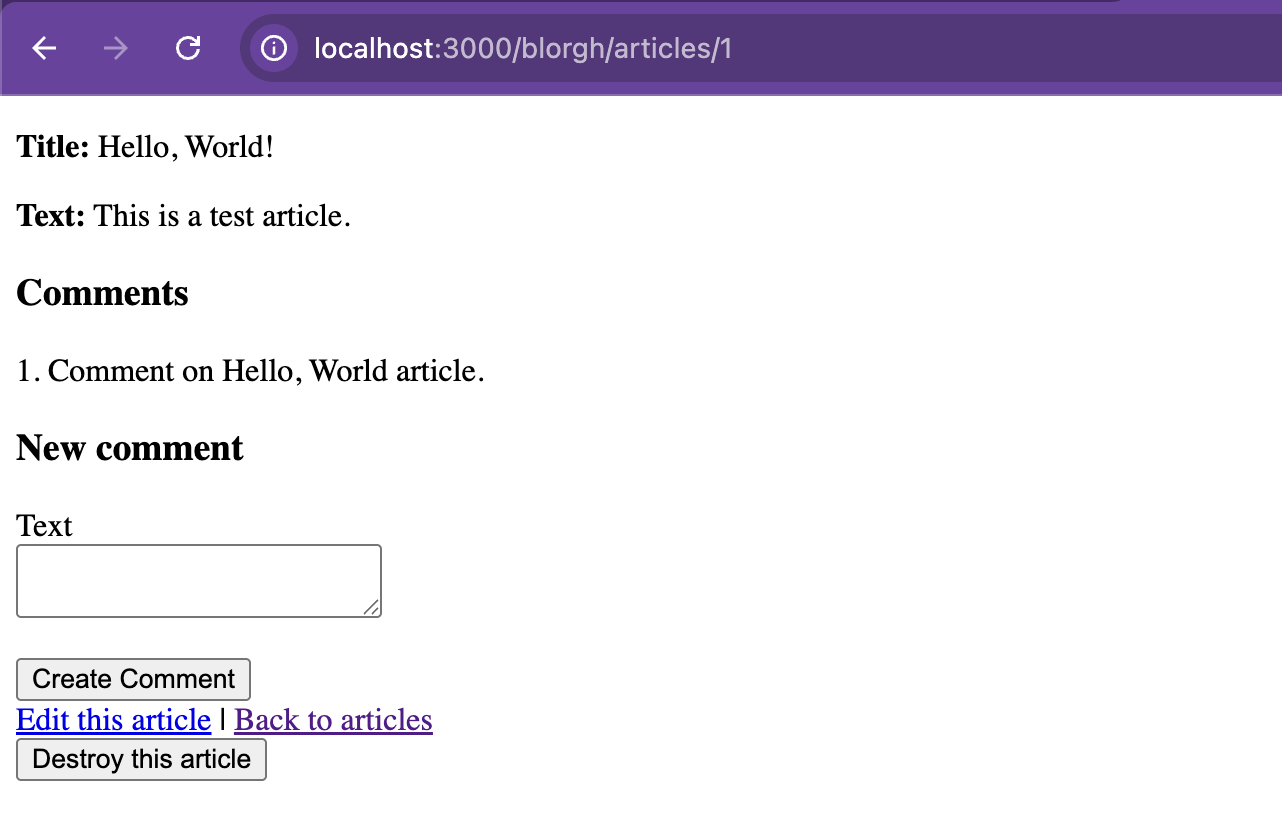 localhost:3000/blorgh/articles/1
Title: Hello, World!
Text: This is a test article.
Comments
1. Comment on Hello, World article.
New comment
Text
Create Comment
Edit this article | Back to articles
Destroy this article